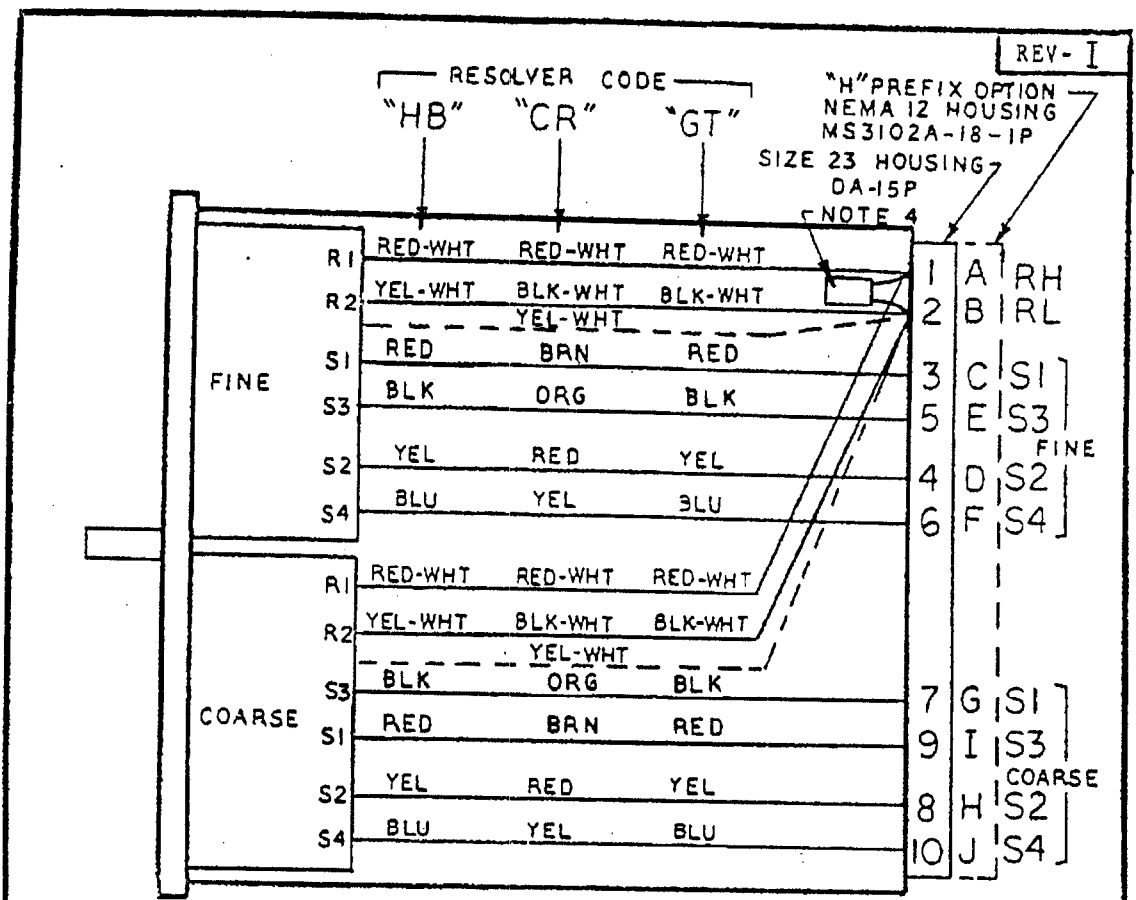 REV- I
RESOLVER CODE
"HB" "CR" "GT"
"H" PREFIX OPTION
NEMA 12 HOUSING
MS3102A-18-1P
SIZE 23 HOUSING
DA-15P
NOTE 4
FINE
R1 RED-WHT RED-WHT RED-WHT 1 A RH
R2 YEL-WHT BLK-WHT BLK-WHT 2 B RL
YEL-WHT
S1 RED BRN RED 3 C S1
S3 BLK ORG BLK 5 E S3
FINE
S2 YEL RED YEL 4 D S2
S4 BLU YEL BLU 6 F S4
COARSE
R1 RED-WHT RED-WHT RED-WHT
R2 YEL-WHT BLK-WHT BLK-WHT
YEL-WHT
S3 BLK ORG BLK 7 G S1
S1 RED BRN RED 9 I S3
COARSE
S2 YEL RED YEL 8 H S2
S4 BLU YEL BLU 10 J S4